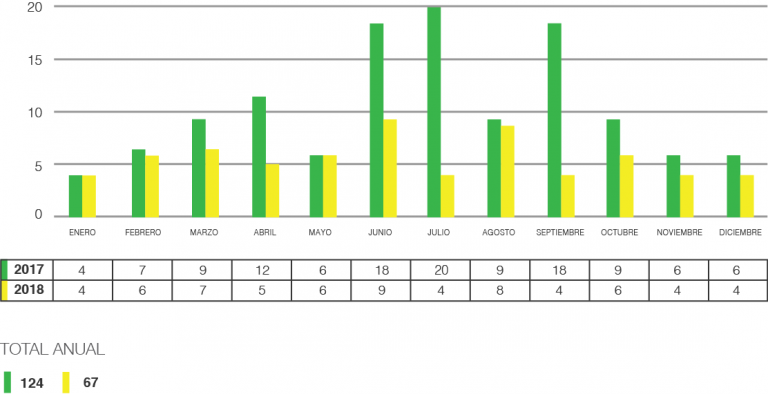 20
15
10
5
0
ENERO FEBRERO MARZO ABRIL MAYO JUNIO JULIO AGOSTO SEPTIEMBRE OCTUBRE NOVIEMBRE DICIEMBRE
2017 4 7 9 12 6 18 20 9 18 9 6 6
2018 4 6 7 5 6 9 4 8 4 6 4 4
TOTAL ANUAL
124 67